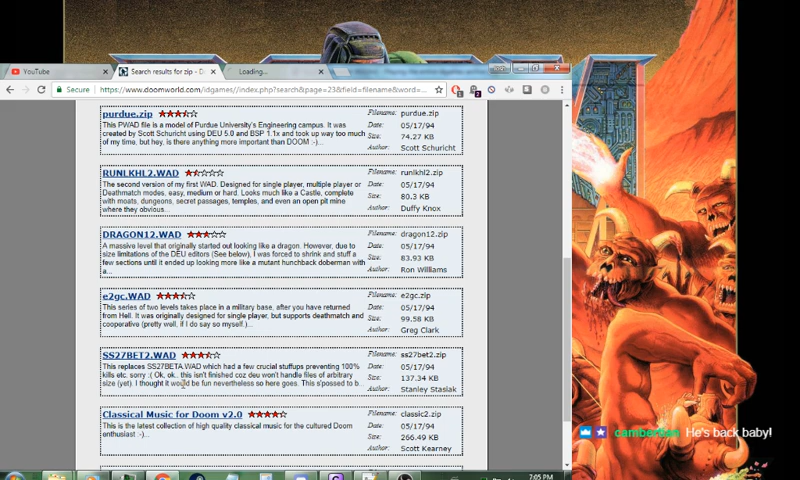 YouTube
Search results for zip - D
Loading...
Secure
https://www.doomworld.com/idgames//index.php?search&page=23&field=filename&word=...
purdue.zip
Filename: purdue.zip
This PWAD file is a model of Purdue University's Engineering campus. It was
Date: 05/17/94
created by Scott Schuricht using DEU 5.0 and BSP 1.1x and took up way too much
Size: 74.27 KB
of my time, but hey, is there anything more important than DOOM :-)...
Author: Scott Schuricht
RUNLKHL2.WAD
Filename: runlkhl2.zip
The second version of my first WAD. Designed for single player, multiple player or
Date: 05/17/94
Deathmatch modes, easy, medium or hard. Looks much like a Castle, complete
Size: 80.3 KB
with moats, dungeons, secret passages, temples, and even an open pit mine
where they obvious...
Author: Duffy Knox
DRAGON12.WAD
Filename: dragon12.zip
A massive level that originally started out looking like a dragon. However, due to
Date: 05/17/94
size limitations of the DEU editors (See below), I was forced to shrink and stuff a
Size: 83.93 KB
few sections until it ended up looking more like a mutant hunchback doberman with
a...
Author: Ron Williams
e2gc.WAD
Filename: e2gc.zip
This series of two levels takes place in a military base, after you have returned
Date: 05/17/94
from Hell. It was originally designed for single player, but supports deathmatch and
Size: 99.58 KB
cooperative (pretty well, if I do say so myself.)...
Author: Greg Clark
SS27BET2.WAD
Filename: ss27bet2.zip
This replaces SS27BETA.WAD which had a few crucial stuffups preventing 100%
Date: 05/17/94
kills etc. sorry :( Ok, ok.. this isn't finished coz deu won't handle files of arbitrary
Size: 137.34 KB
size (yet). I thought it would be fun nevertheless so here goes. This s'posed to b...
Author: Stanley Stasiak
Classical Music for Doom v2.0
Filename: classic2.zip
This is the latest collection of high quality classical music for the cultured Doom
Date: 05/17/94
enthusiast :-)...
Size: 266.49 KB
Author: Scott Kearney
cambertian He's back baby!
7:05 PM